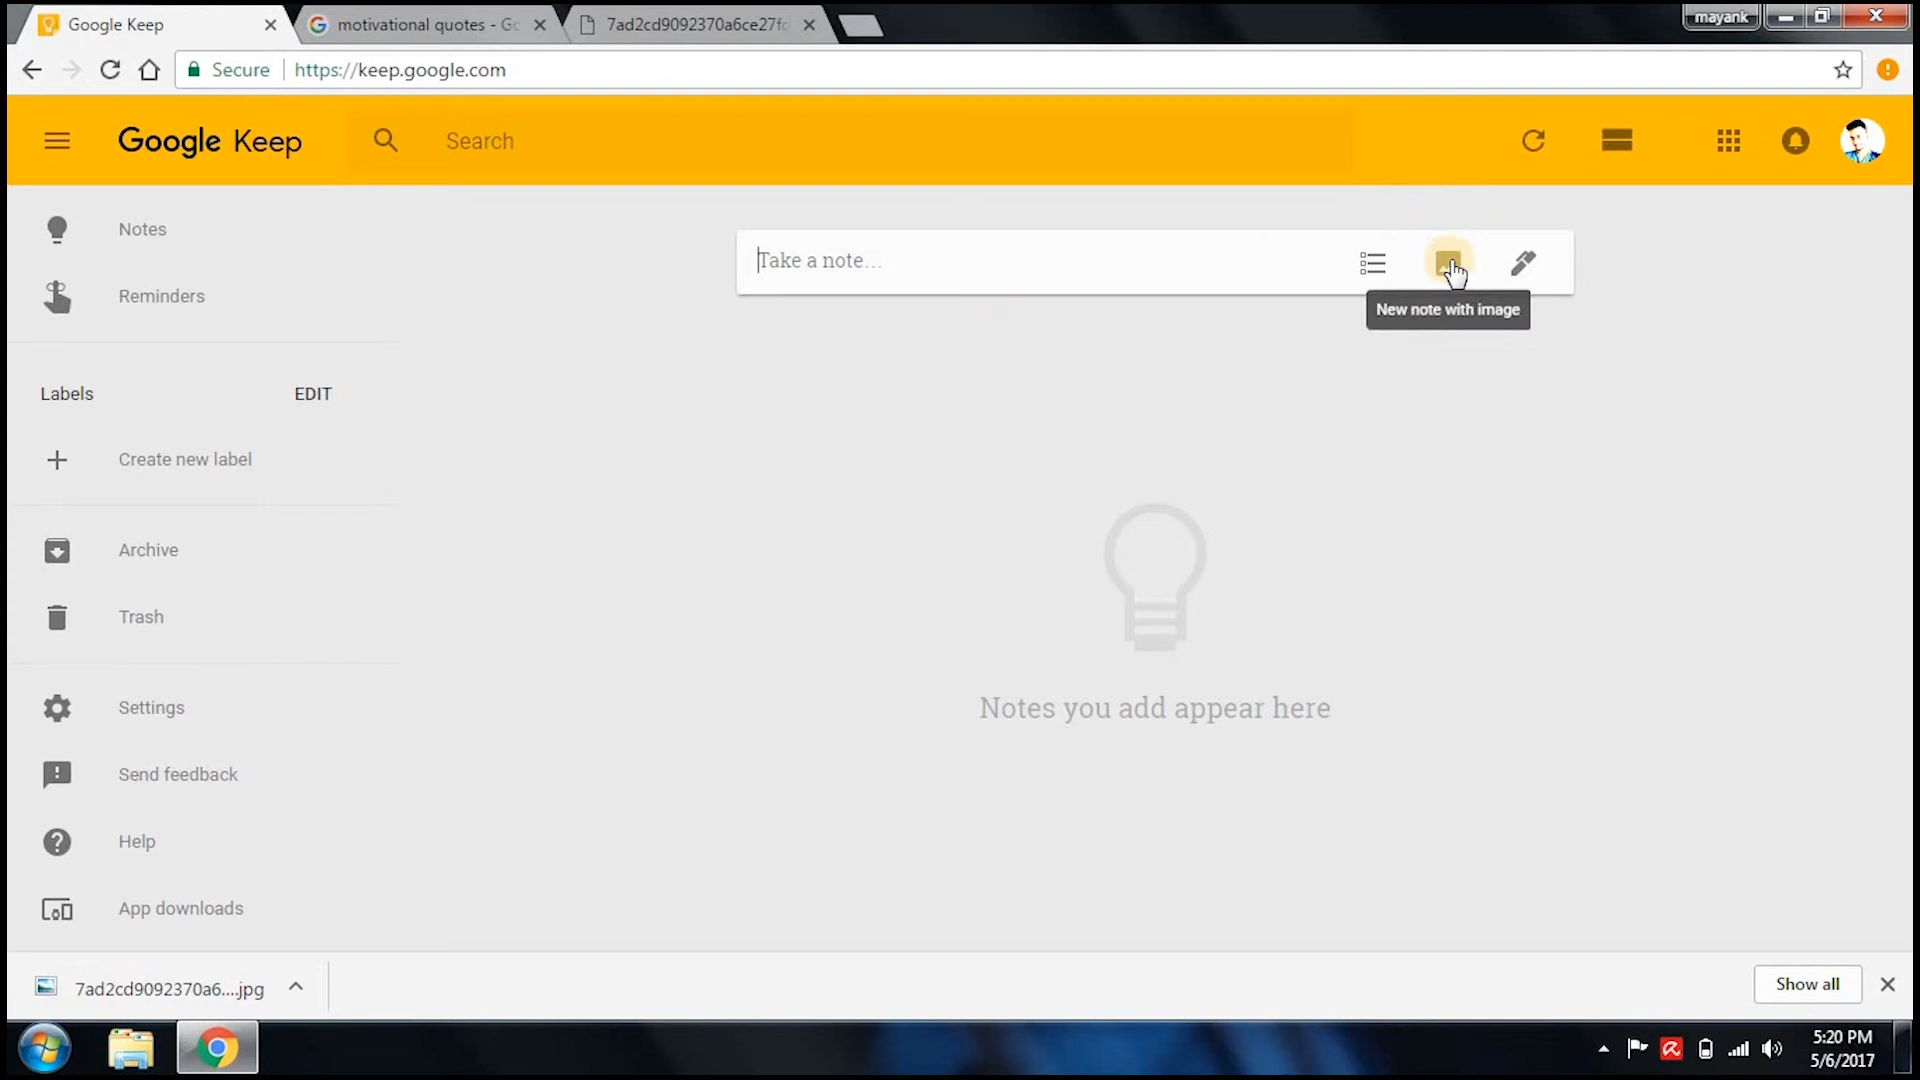 Google Keep
motivational quotes - Go
7ad2cd9092370a6ce27fd
mayank
Secure
https://keep.google.com
Google Keep
Search
Notes
Take a note...
Reminders
New note with image
Labels
EDIT
Create new label
Archive
Trash
Notes you add appear here
Settings
Send feedback
Help
App downloads
7ad2cd9092370a6....jpg
Show all
5:20 PM
5/6/2017